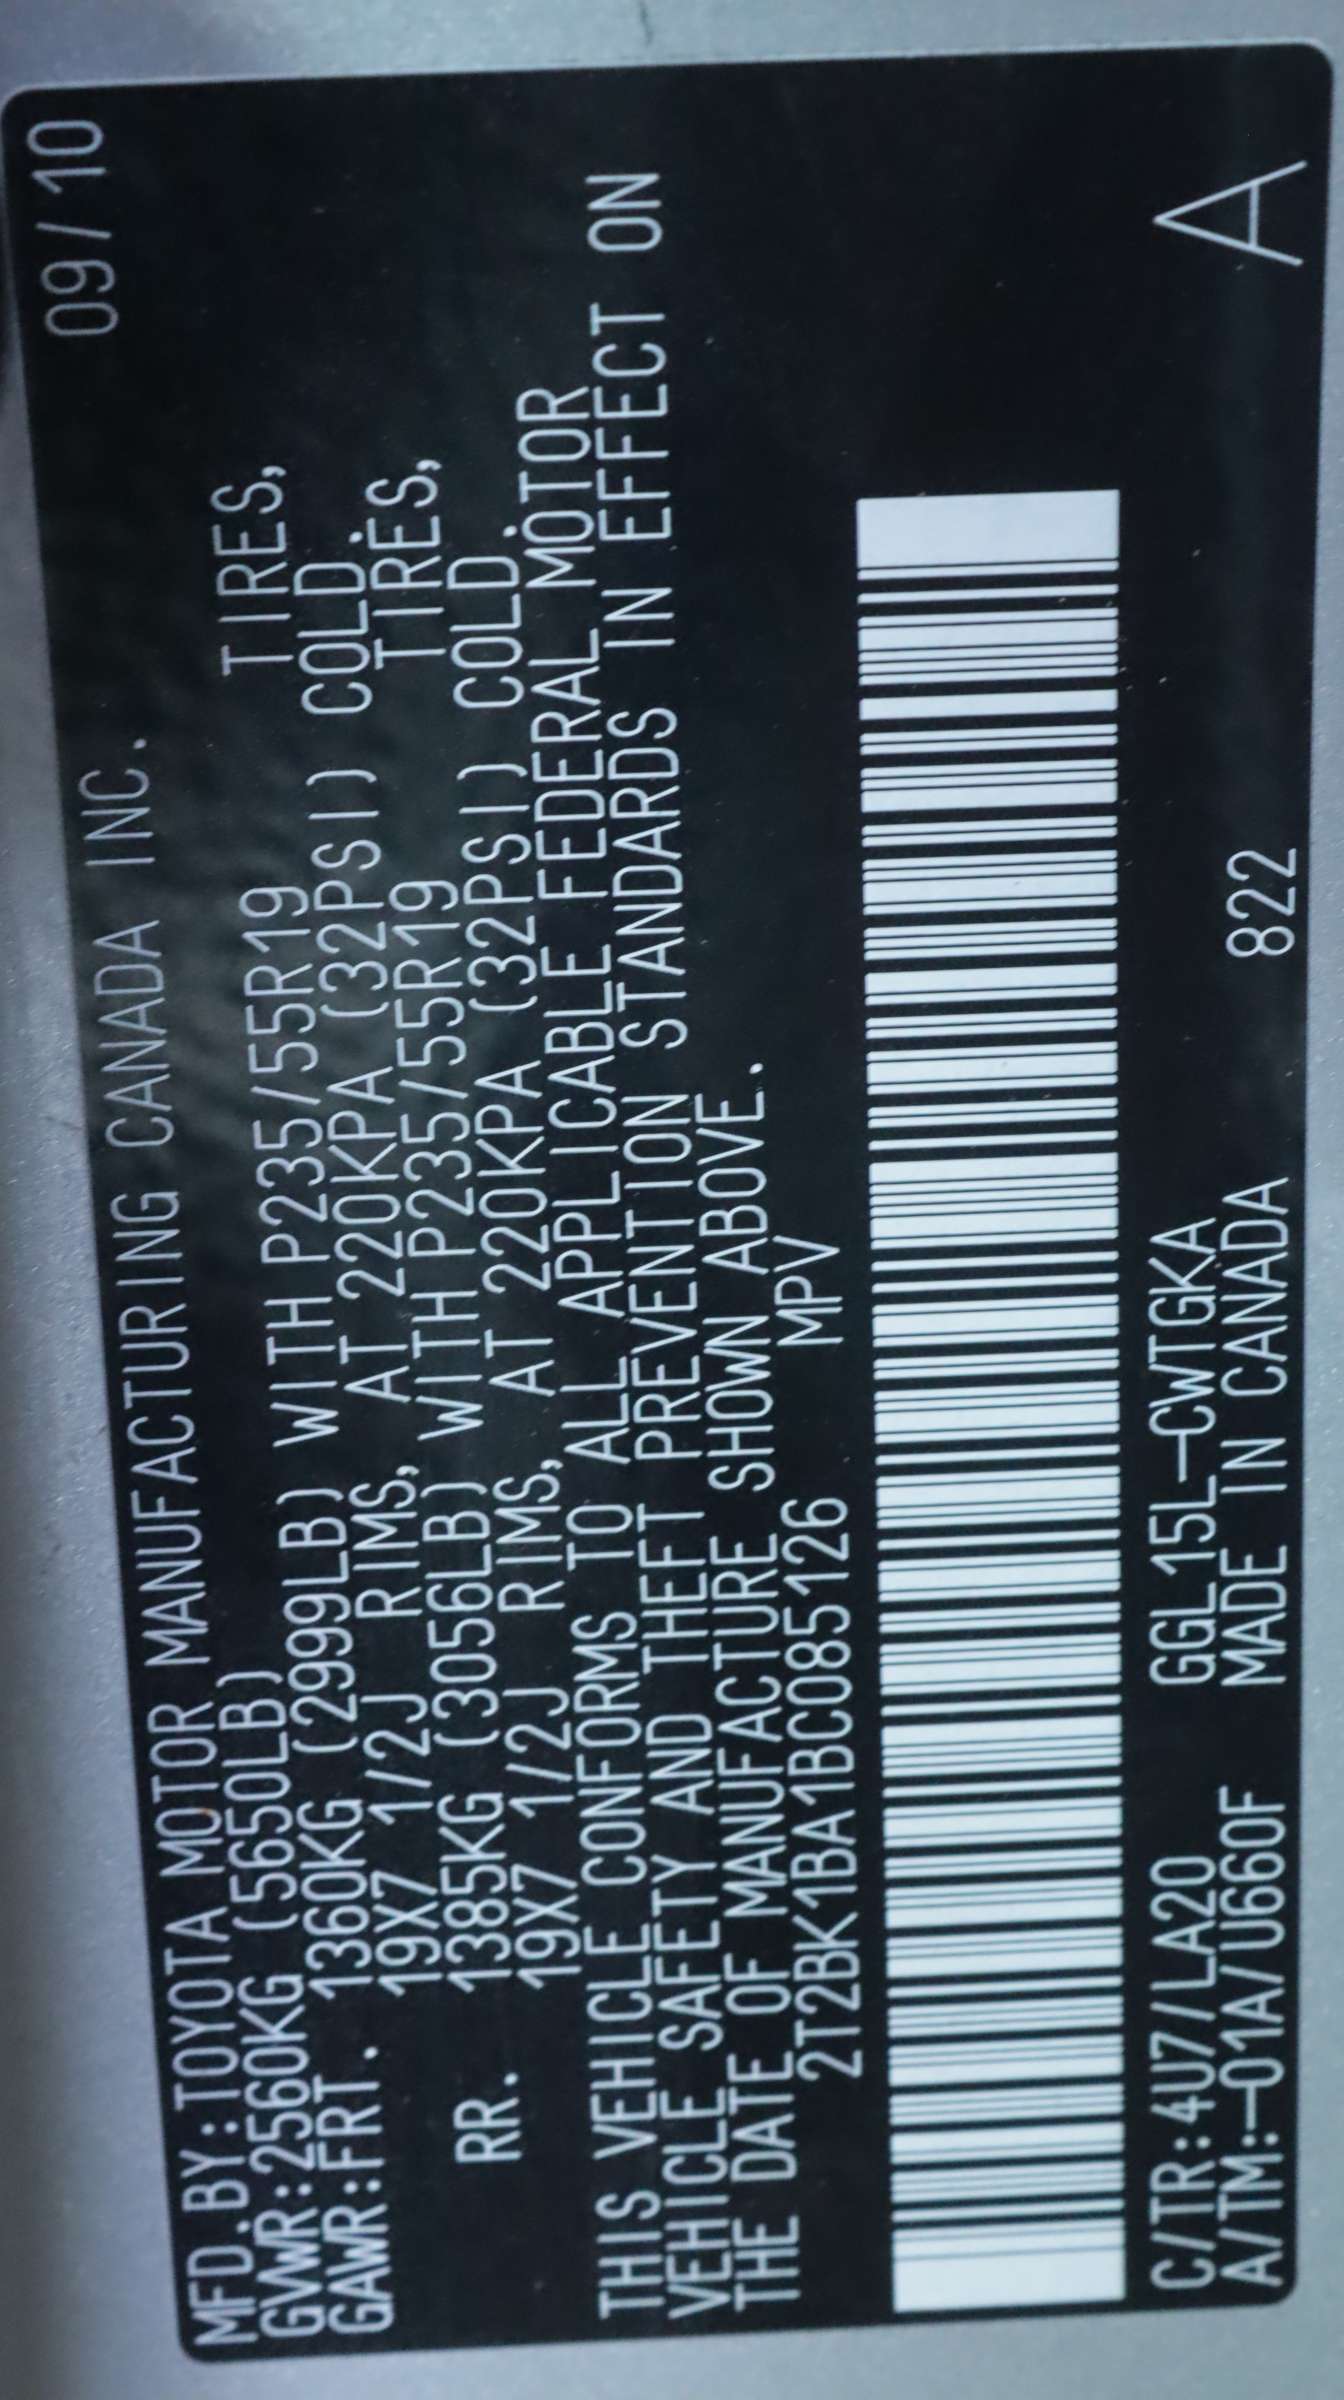 MFD.BY:TOYOTA MOTOR MANUFACTURING CANADA INC. 09/10
GVWR:2560KG (5650LB)
GAWR:FRT. 1360KG (2999LB) WITH P235/55R19 TIRES,
19X7 1/2J RIMS, AT 220KPA (32PSI) COLD.
RR. 1385KG (3056LB) WITH P235/55R19 TIRES,
19X7 1/2J RIMS, AT 220KPA (32PSI) COLD.
THIS VEHICLE CONFORMS TO ALL APPLICABLE FEDERAL MOTOR
VEHICLE SAFETY AND THEFT PREVENTION STANDARDS IN EFFECT ON
THE DATE OF MANUFACTURE SHOWN ABOVE.
2T2BK1BA1BC085126 MPV
C/TR:4U7/LA20 GGL15L-CWTGKA
A/TM:-01A/U660F MADE IN CANADA 822 A